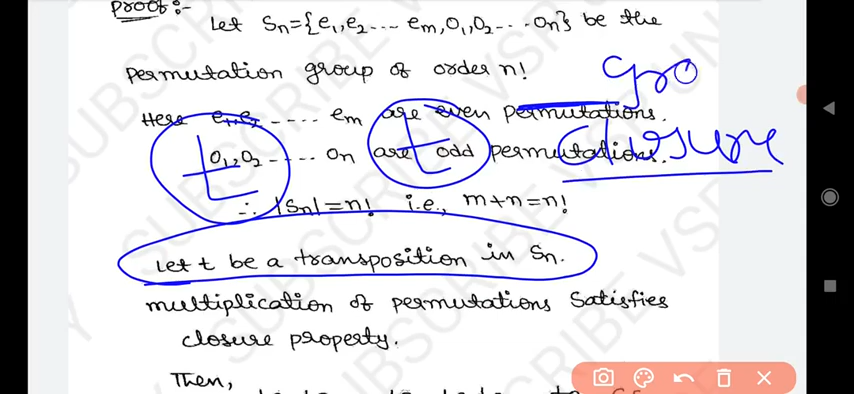 Proof:-
Let Sn={e1,e2.... em,O1,O2....On} be the
permutation group of order n!
gro
Here e1,e2 .... em are even permutations.
closure
O1,O2 .... On are odd permutations.
t t
∴ |Sn|=n! i.e., m+n=n!
Let t be a transposition in Sn.
multiplication of permutations satisfies
closure property.
Then,